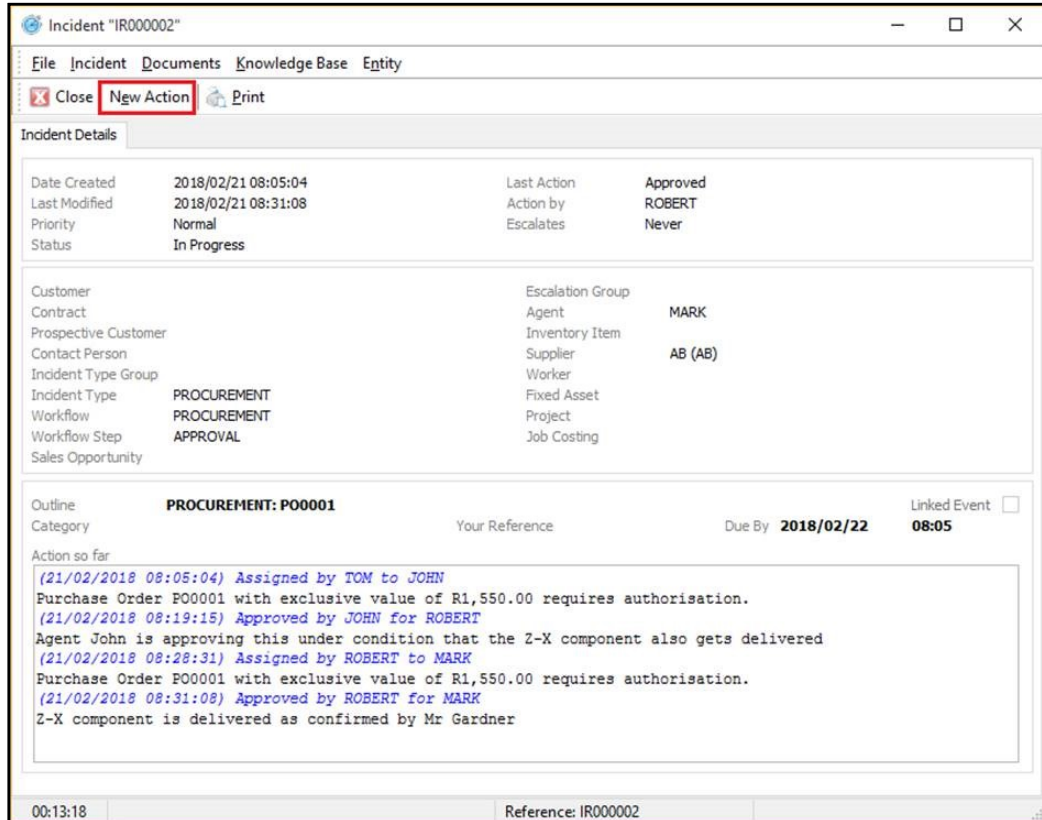 Incident "IR000002"
File Incident Documents Knowledge Base Entity
Close New Action Print
Incident Details
Date Created 2018/02/21 08:05:04 Last Action Approved
Last Modified 2018/02/21 08:31:08 Action by ROBERT
Priority Normal Escalates Never
Status In Progress
Customer Escalation Group
Contract Agent MARK
Prospective Customer Inventory Item
Contact Person Supplier AB (AB)
Incident Type Group Worker
Incident Type PROCUREMENT Fixed Asset
Workflow PROCUREMENT Project
Workflow Step APPROVAL Job Costing
Sales Opportunity
Outline PROCUREMENT: PO0001 Linked Event
Category Your Reference Due By 2018/02/22 08:05
Action so far
(21/02/2018 08:05:04) Assigned by TOM to JOHN
Purchase Order PO0001 with exclusive value of R1,550.00 requires authorisation.
(21/02/2018 08:19:15) Approved by JOHN for ROBERT
Agent John is approving this under condition that the Z-X component also gets delivered
(21/02/2018 08:28:31) Assigned by ROBERT to MARK
Purchase Order PO0001 with exclusive value of R1,550.00 requires authorisation.
(21/02/2018 08:31:08) Approved by ROBERT for MARK
Z-X component is delivered as confirmed by Mr Gardner
00:13:18 Reference: IR000002